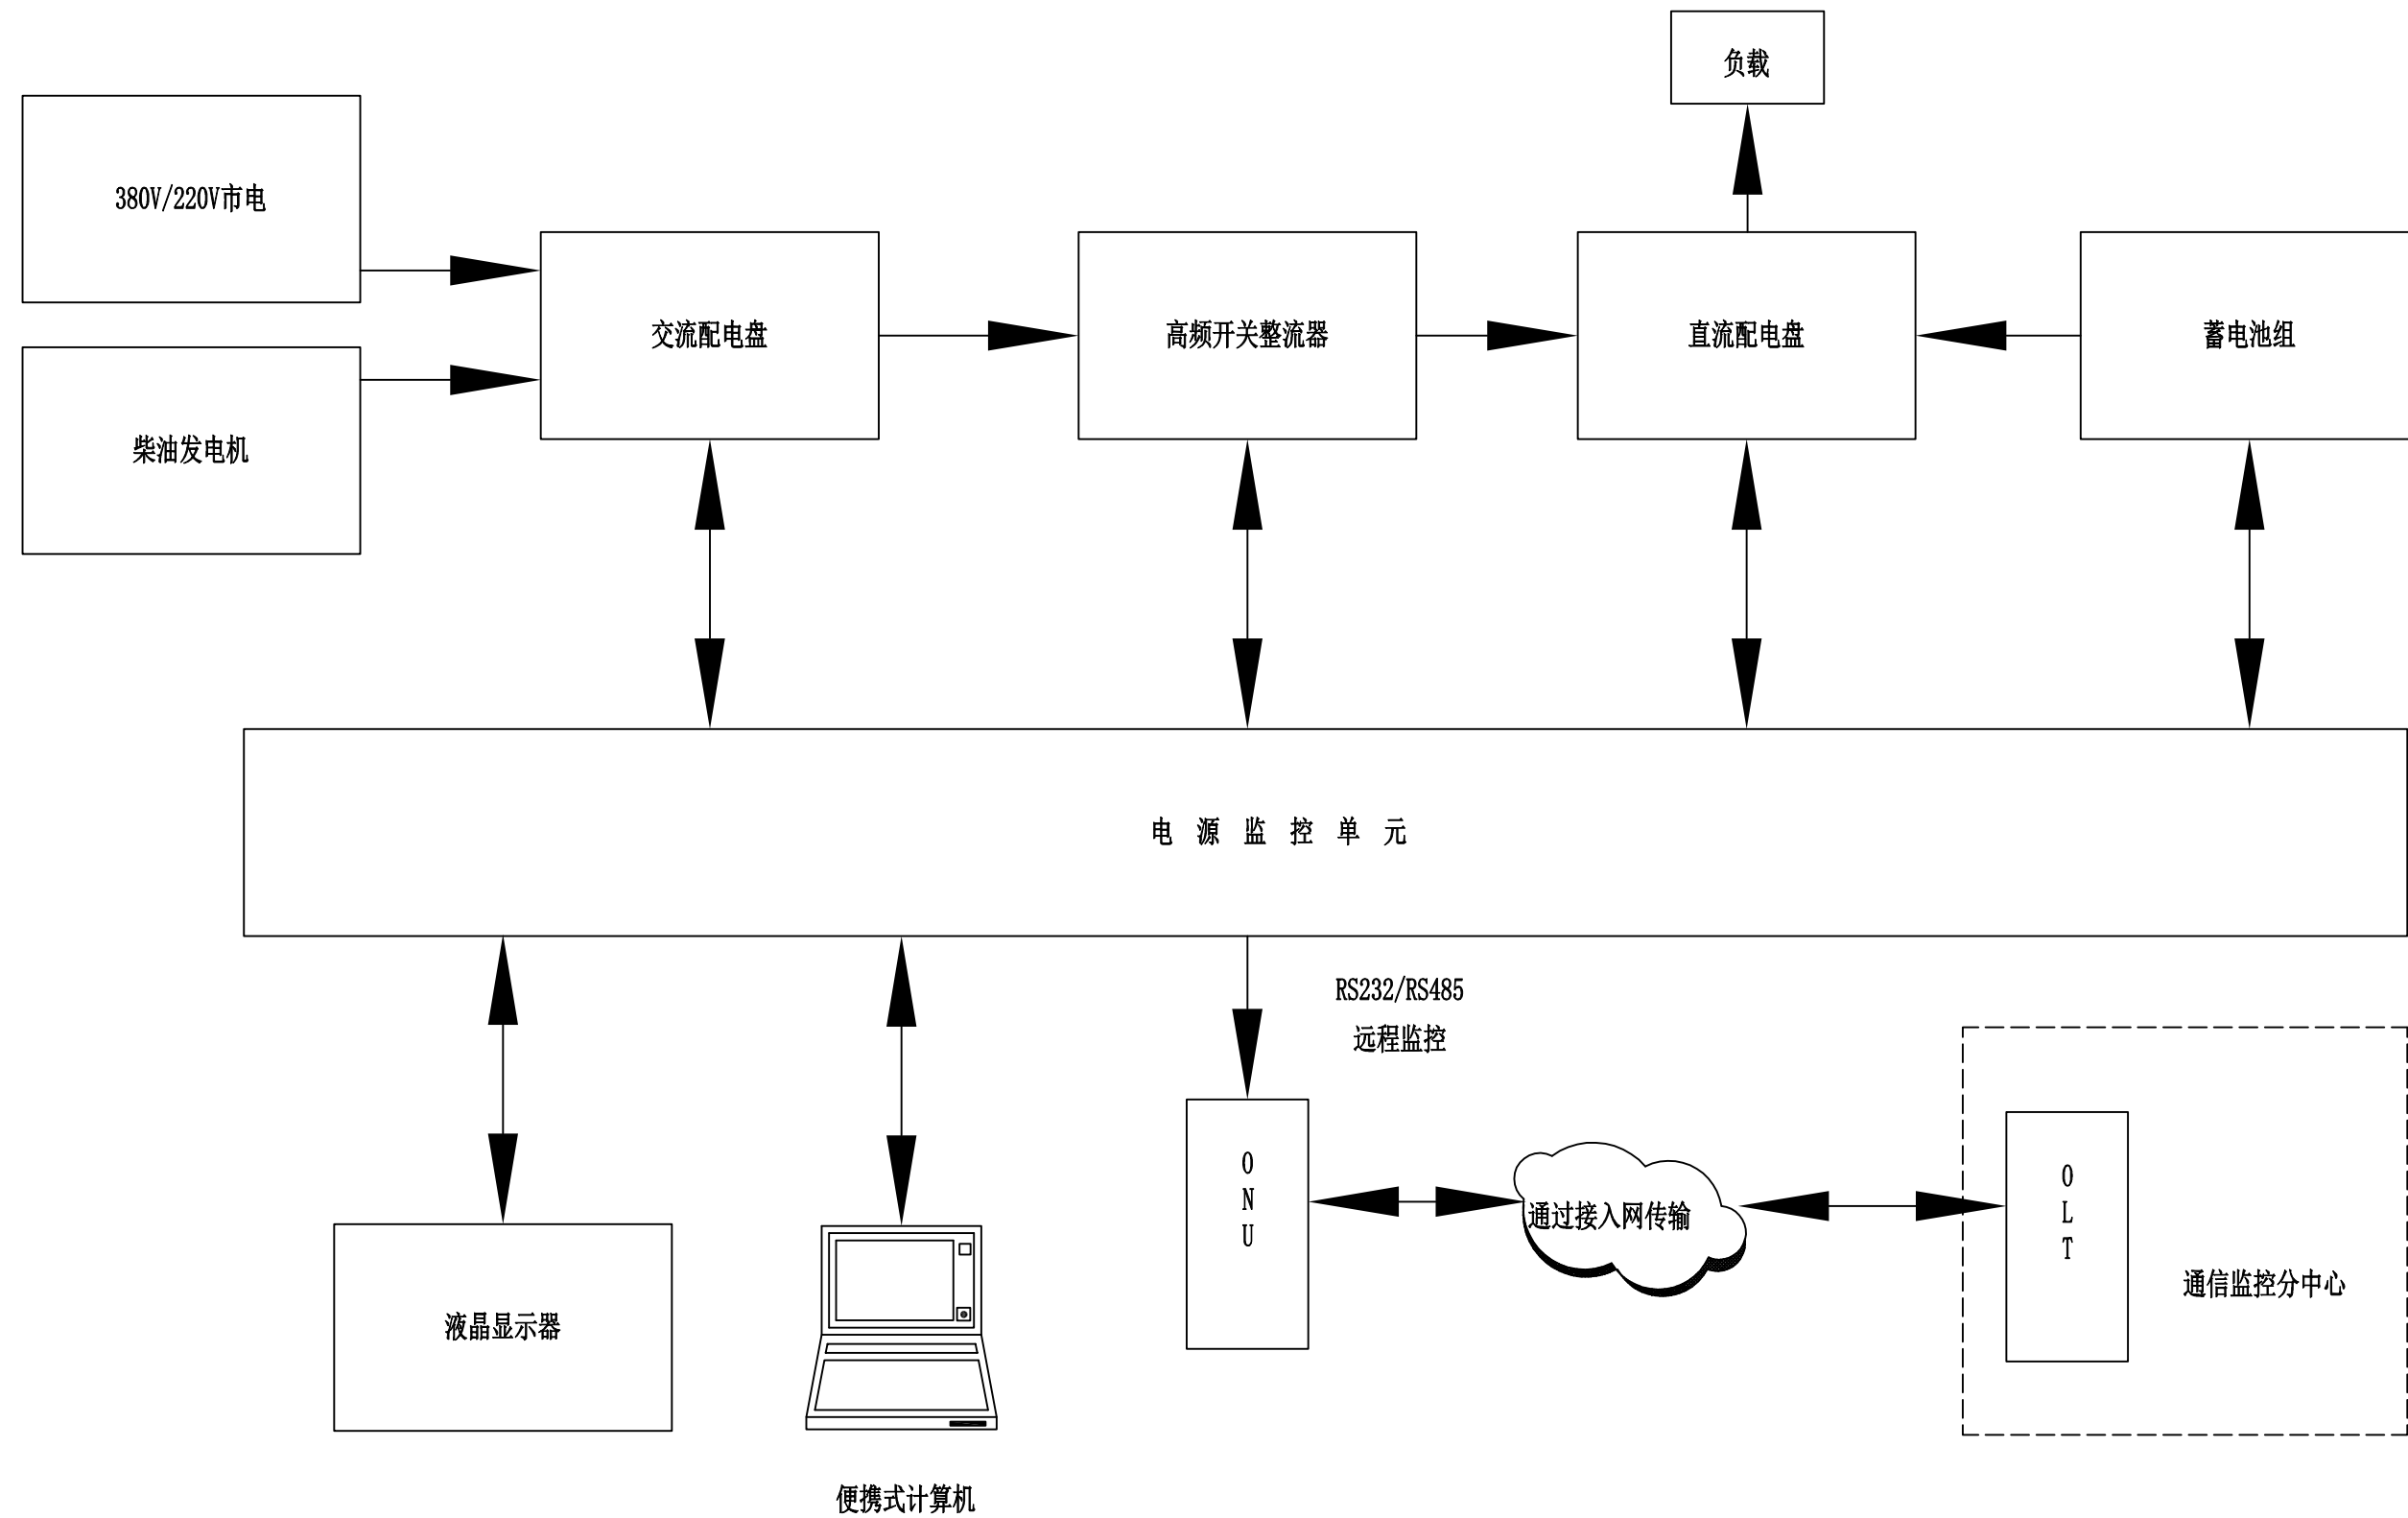 负载
380V/220V市电
交流配电盘
高频开关整流器
直流配电盘
蓄电池组
柴油发电机
电源监控单元
RS232/RS485
远程监控
ONU
通过接入网传输
OLT
通信监控分中心
液晶显示器
便携式计算机